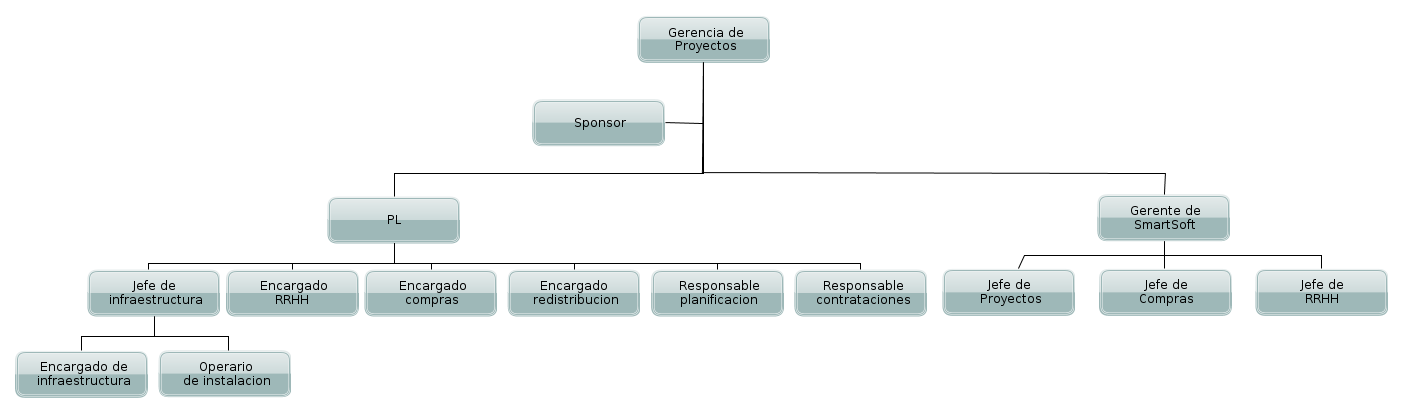 Gerencia de
Proyectos
Sponsor
PL
Gerente de
SmartSoft
Jefe de
infraestructura
Encargado
RRHH
Encargado
compras
Encargado
redistribucion
Responsable
planificacion
Responsable
contrataciones
Jefe de
Proyectos
Jefe de
Compras
Jefe de
RRHH
Encargado de
infraestructura
Operario
de instalacion